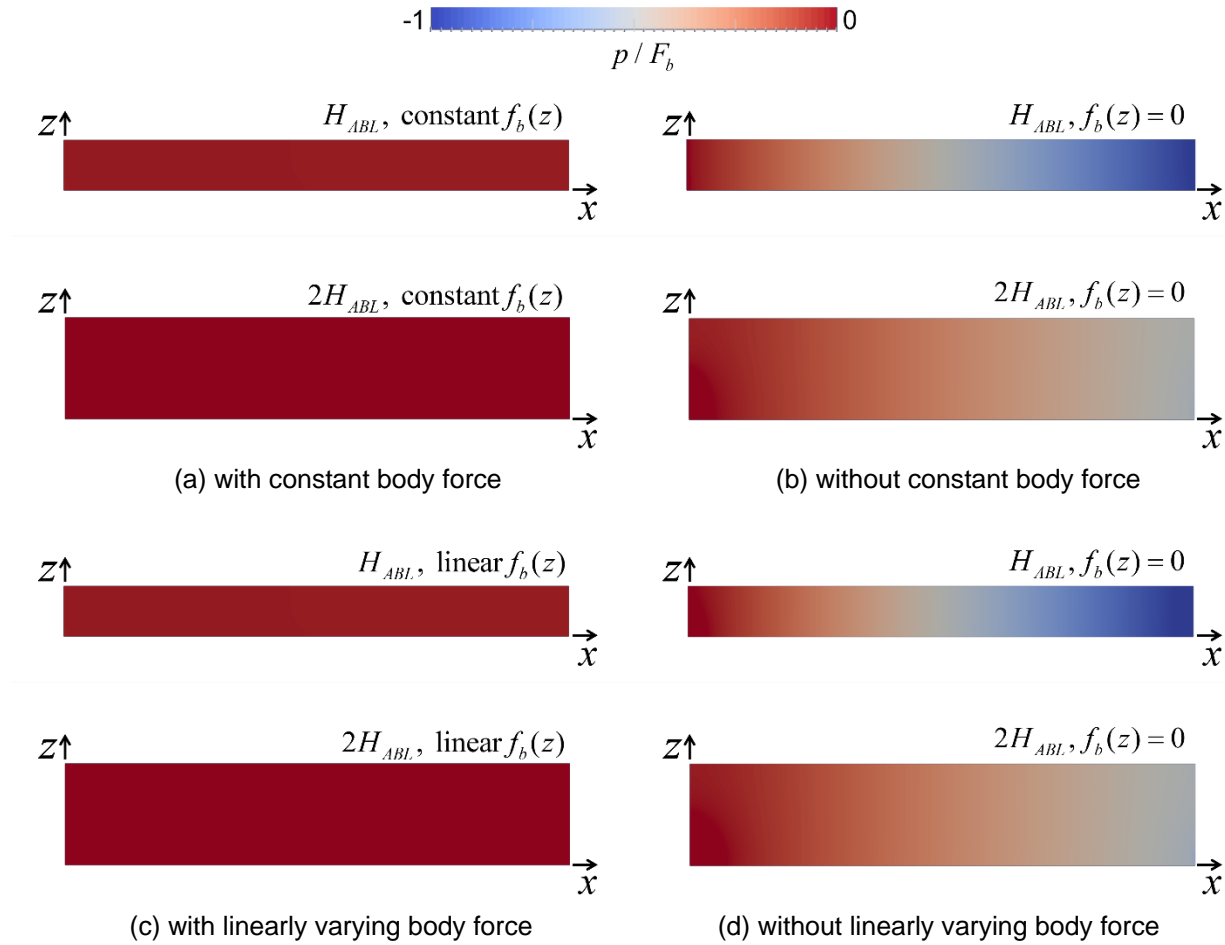 -1 0
p / F_b
H_ABL, constant f_b(z) H_ABL, f_b(z) = 0
z z
x x
2H_ABL, constant f_b(z) 2H_ABL, f_b(z) = 0
z z
x x
(a) with constant body force (b) without constant body force
H_ABL, linear f_b(z) H_ABL, f_b(z) = 0
z z
x x
2H_ABL, linear f_b(z) 2H_ABL, f_b(z) = 0
z z
x x
(c) with linearly varying body force (d) without linearly varying body force